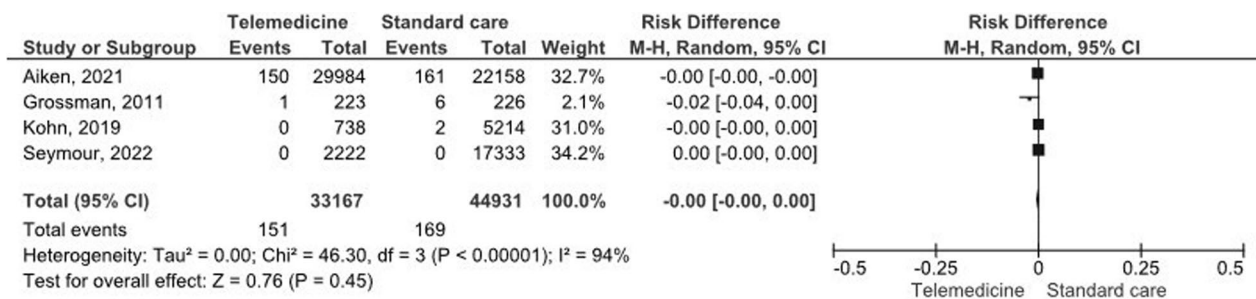 Telemedicine Standard care Risk Difference Risk Difference
Study or Subgroup Events Total Events Total Weight M-H, Random, 95% CI M-H, Random, 95% CI
Aiken, 2021 150 29984 161 22158 32.7% -0.00 [-0.00, -0.00]
Grossman, 2011 1 223 6 226 2.1% -0.02 [-0.04, 0.00]
Kohn, 2019 0 738 2 5214 31.0% -0.00 [-0.00, 0.00]
Seymour, 2022 0 2222 0 17333 34.2% 0.00 [-0.00, 0.00]
Total (95% CI) 33167 44931 100.0% -0.00 [-0.00, 0.00]
Total events 151 169
Heterogeneity: Tau² = 0.00; Chi² = 46.30, df = 3 (P < 0.00001); I² = 94%
Test for overall effect: Z = 0.76 (P = 0.45)
-0.5 -0.25 0 0.25 0.5
Telemedicine Standard care